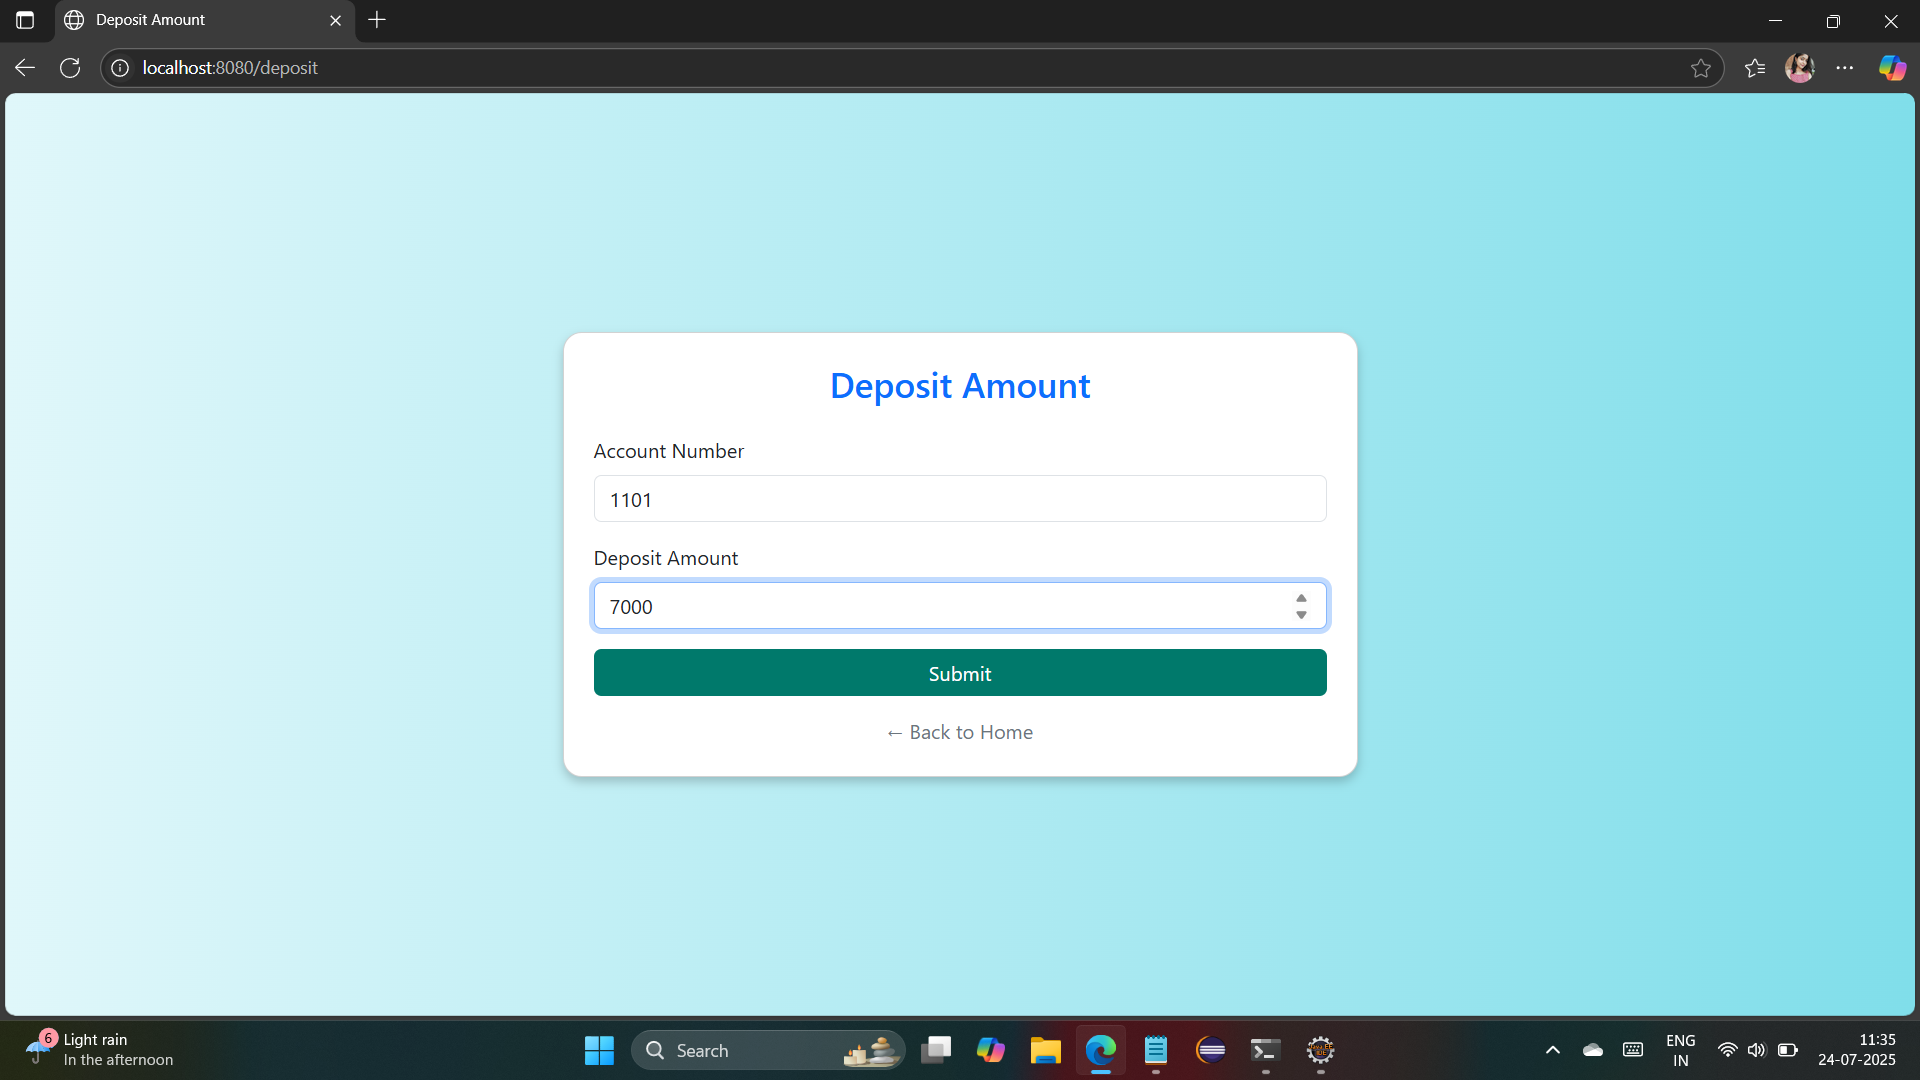 Deposit Amount
localhost:8080/deposit
Deposit Amount
Account Number
1101
Deposit Amount
7000
Submit
← Back to Home
6
Light rain
In the afternoon
Search
ENG
IN
11:35
24-07-2025